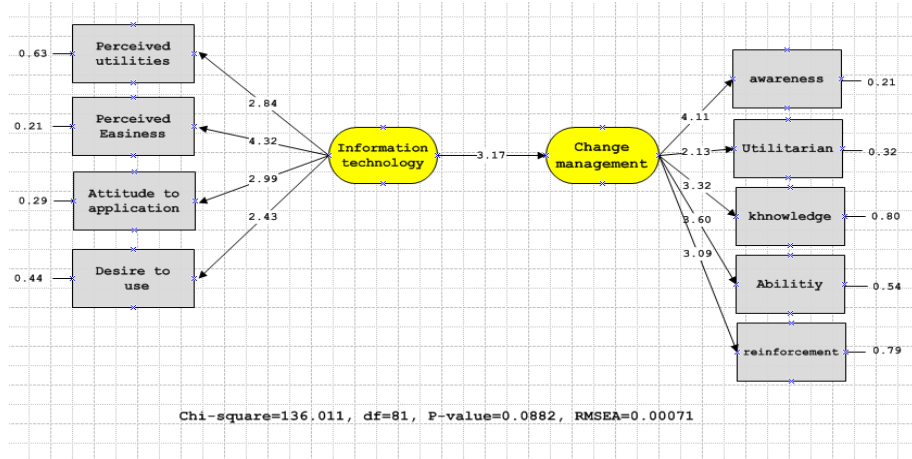 Perceived
utilities
0.63
2.84
Perceived
Easiness
0.21
4.32
Attitude to
application
0.29
2.99
Desire to
use
0.44
2.43
Information
technology
3.17
Change
management
4.11
awareness
0.21
2.13
Utilitarian
0.32
3.32
khnowledge
0.80
3.60
Abilitiy
0.54
3.09
reinforcement
0.79
Chi-square=136.011, df=81, P-value=0.0882, RMSEA=0.00071